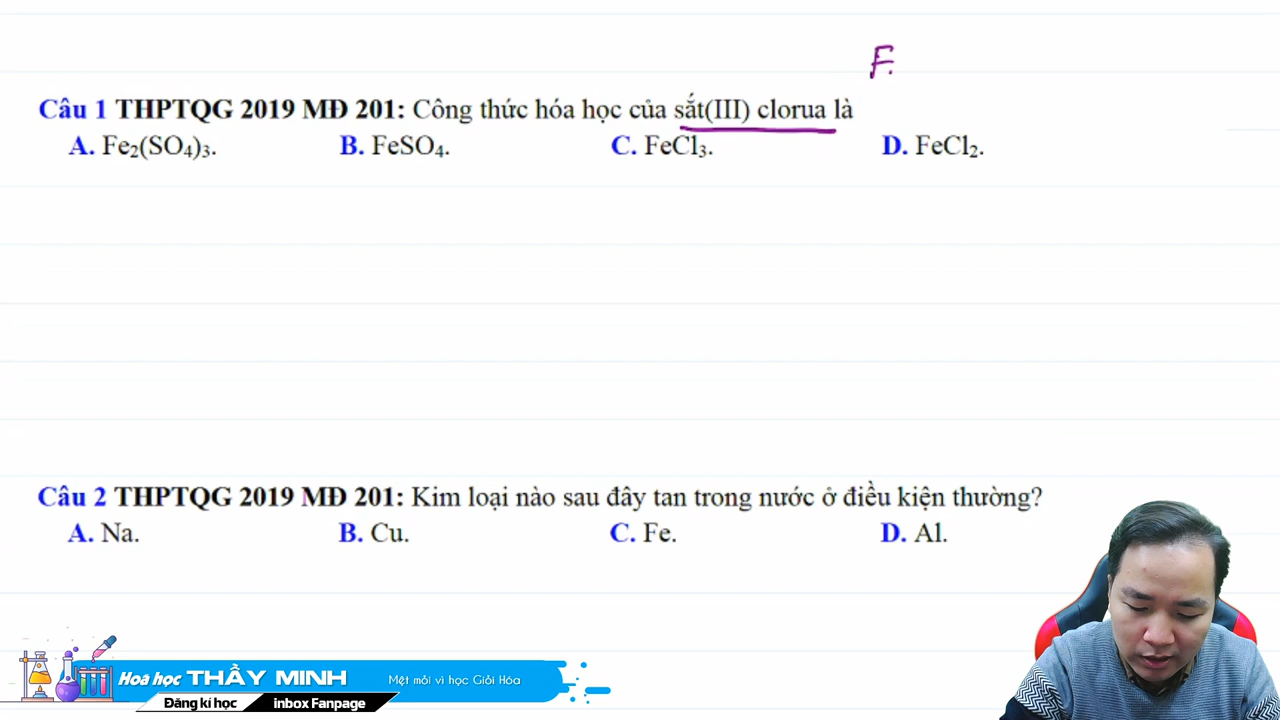 F
Câu 1 THPTQG 2019 MĐ 201: Công thức hóa học của sắt(III) clorua là
A. Fe₂(SO₄)₃. B. FeSO₄. C. FeCl₃. D. FeCl₂.
Câu 2 THPTQG 2019 MĐ 201: Kim loại nào sau đây tan trong nước ở điều kiện thường?
A. Na. B. Cu. C. Fe. D. Al.
Hoá học THẦY MINH Mệt mỏi vì học Giỏi Hóa
Đăng kí học inbox Fanpage